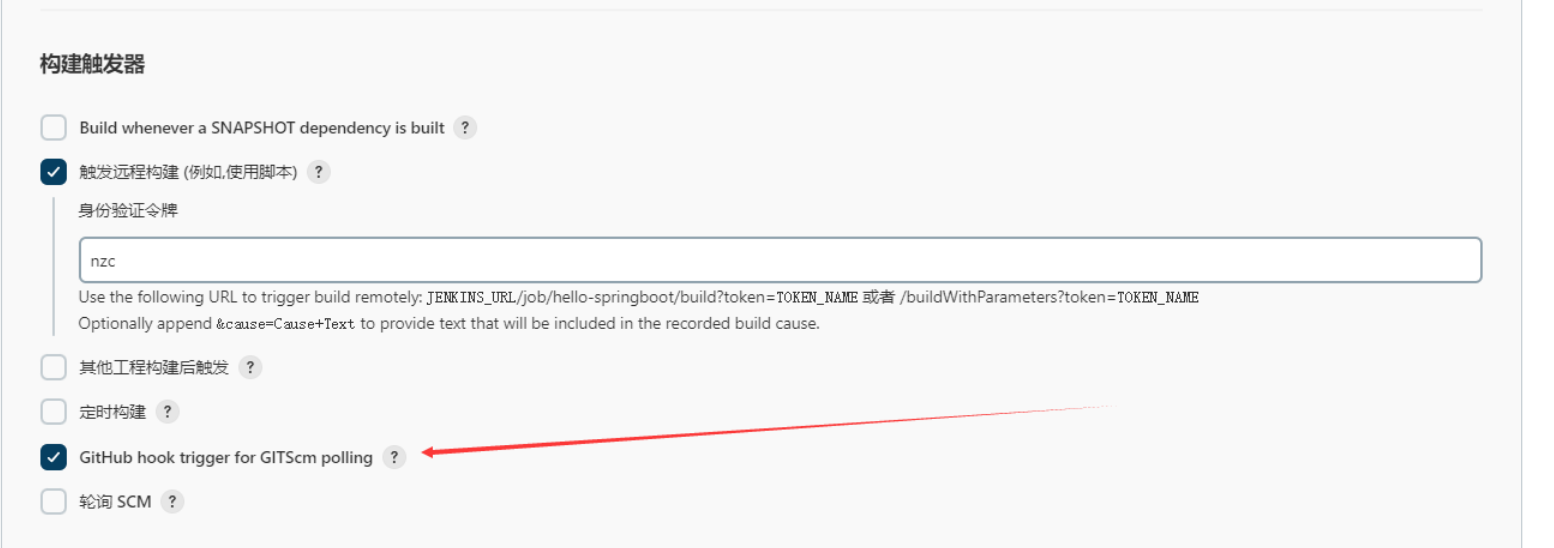 构建触发器
Build whenever a SNAPSHOT dependency is built ?
触发远程构建 (例如,使用脚本) ?
身份验证令牌
nzc
Use the following URL to trigger build remotely: JENKINS_URL/job/hello-springboot/build?token=TOKEN_NAME 或者 /buildWithParameters?token=TOKEN_NAME
Optionally append &cause=Cause+Text to provide text that will be included in the recorded build cause.
其他工程构建后触发 ?
定时构建 ?
GitHub hook trigger for GITScm polling ?
轮询 SCM ?